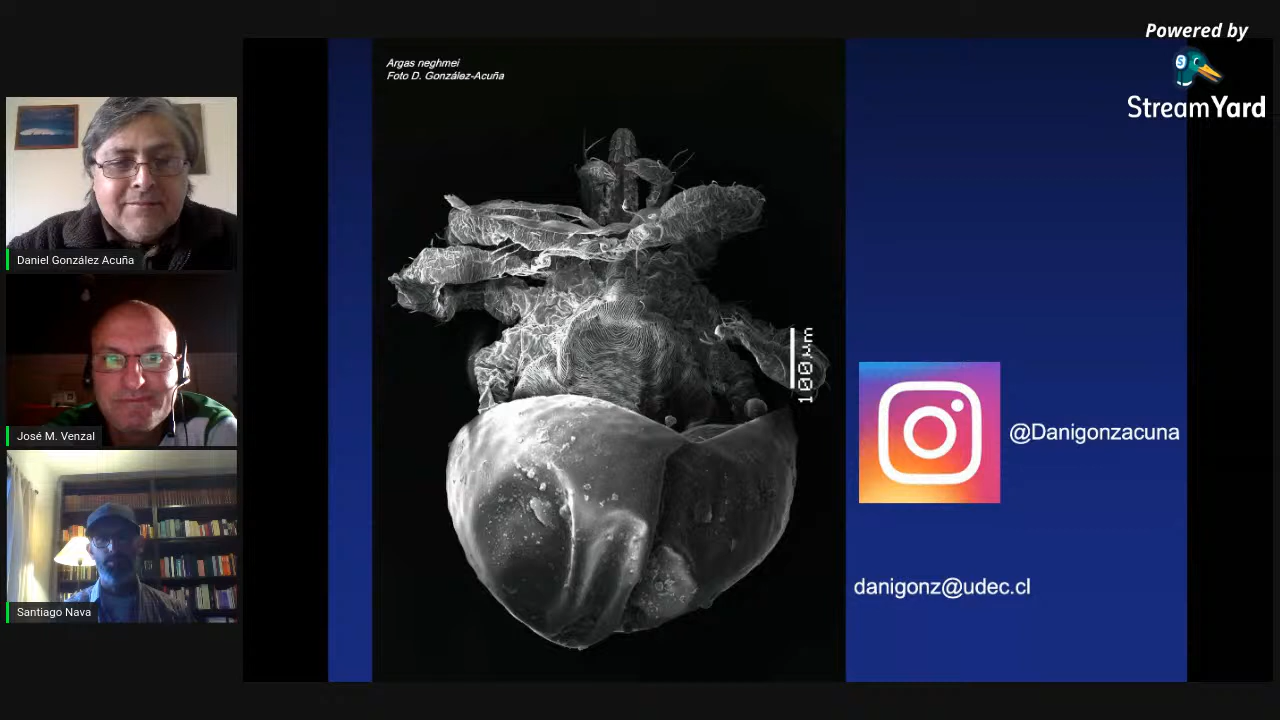 Powered by
StreamYard
Argas neghmei
Foto D. González-Acuña
Daniel González Acuña
José M. Venzal
Santiago Nava
100μm
@Danigonzacuna
danigonz@udec.cl